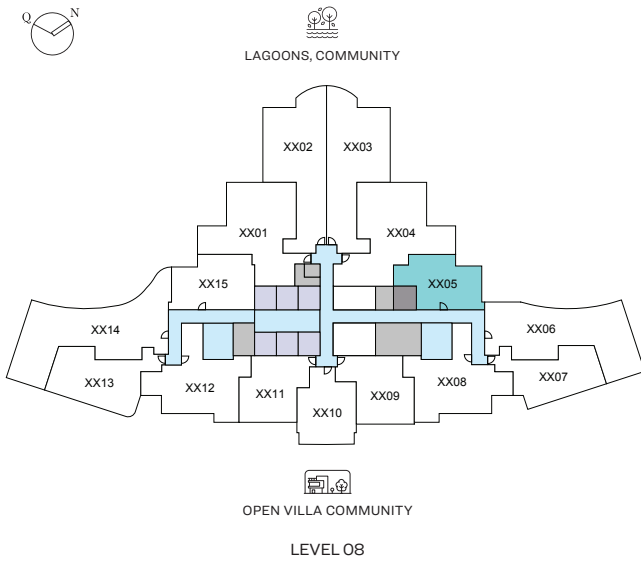 Q N
LAGOONS, COMMUNITY
XX02 XX03
XX01 XX04
XX15 XX05
XX14 XX06
XX13 XX12 XX11 XX10 XX09 XX08 XX07
OPEN VILLA COMMUNITY
LEVEL 08